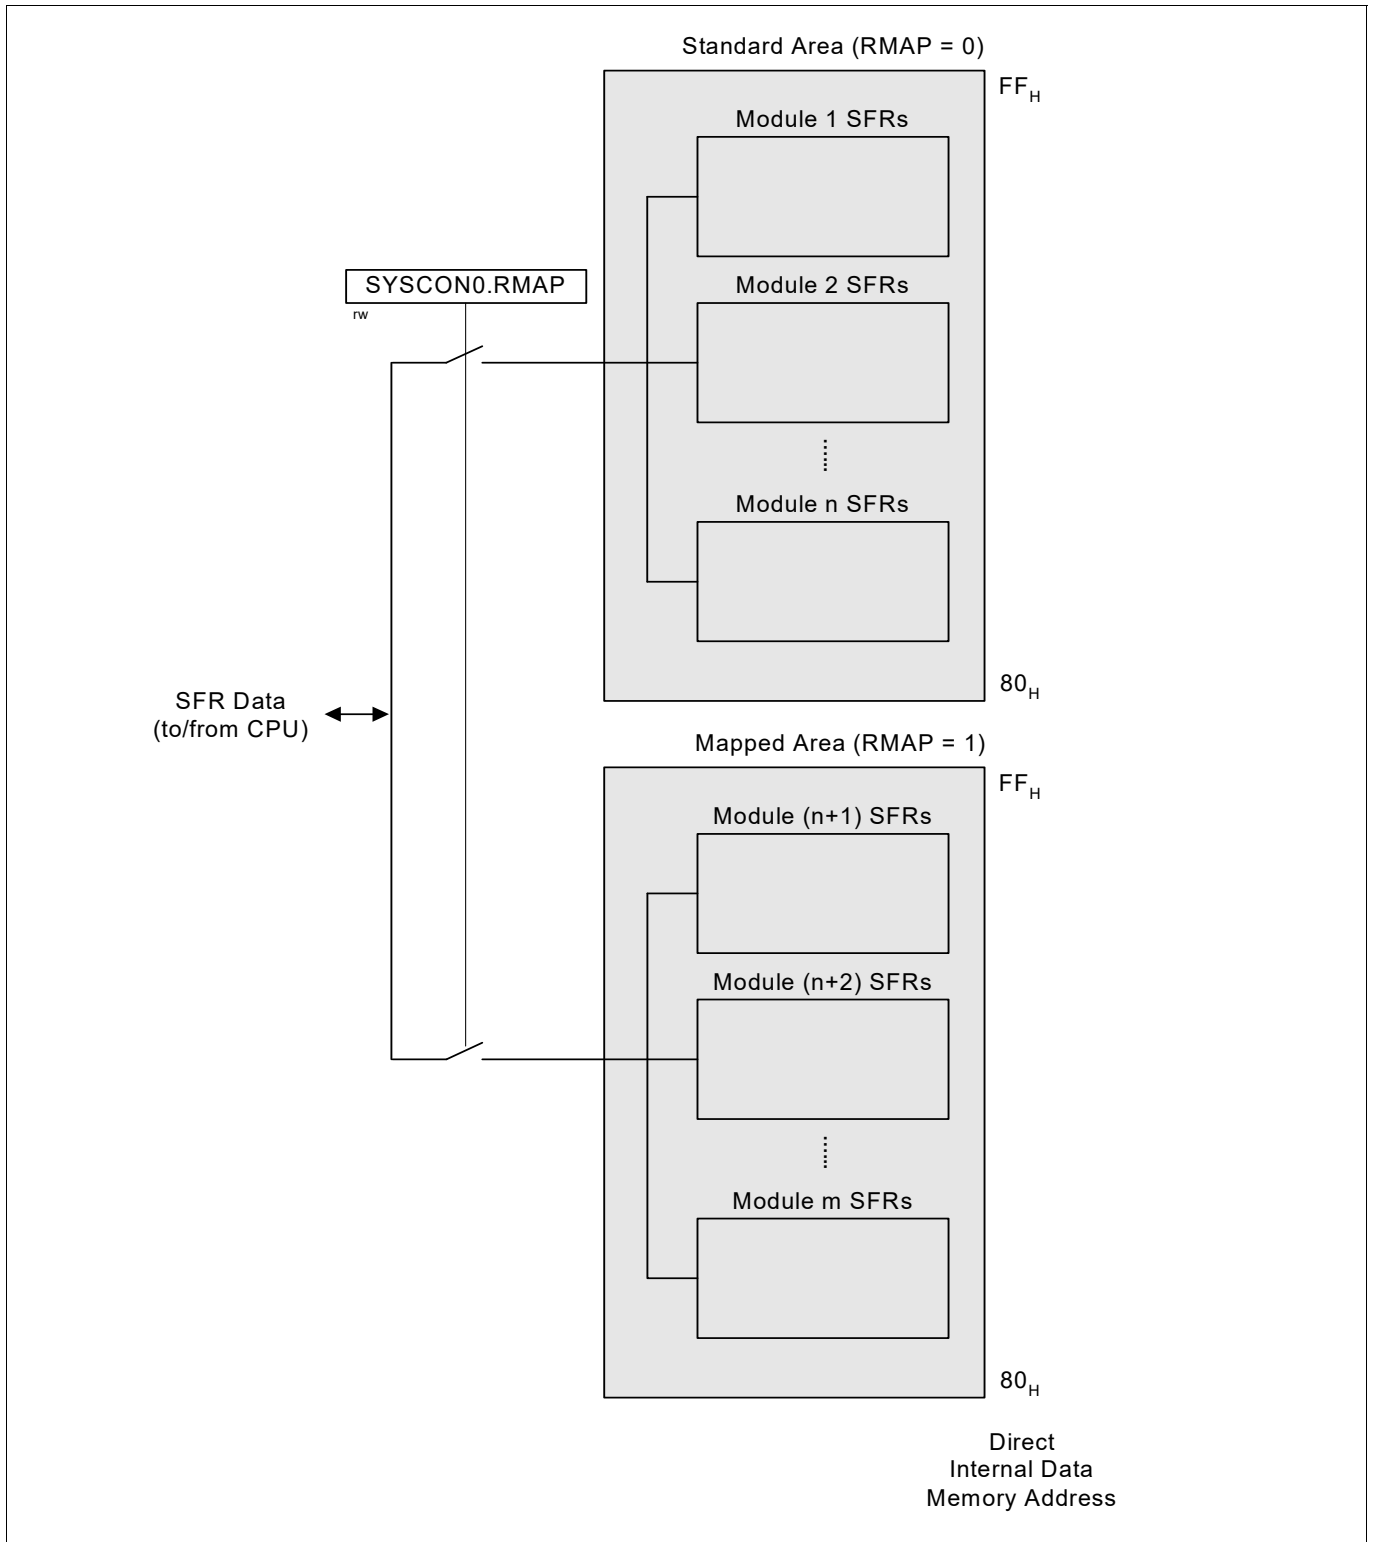 Standard Area (RMAP = 0)
FFH
Module 1 SFRs
SYSCON0.RMAP
rw
Module 2 SFRs
Module n SFRs
80H
SFR Data
(to/from CPU)
Mapped Area (RMAP = 1)
FFH
Module (n+1) SFRs
Module (n+2) SFRs
Module m SFRs
80H
Direct
Internal Data
Memory Address